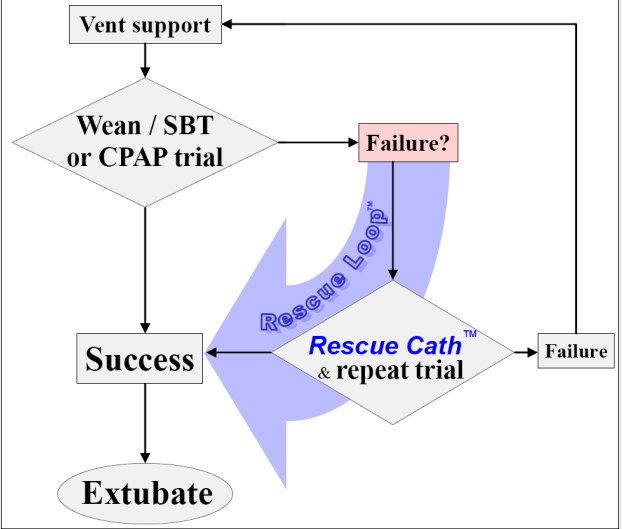 Vent support
Wean / SBT
or CPAP trial
Failure?
Rescue Loop™
Rescue Cath™
& repeat trial
Failure
Success
Extubate